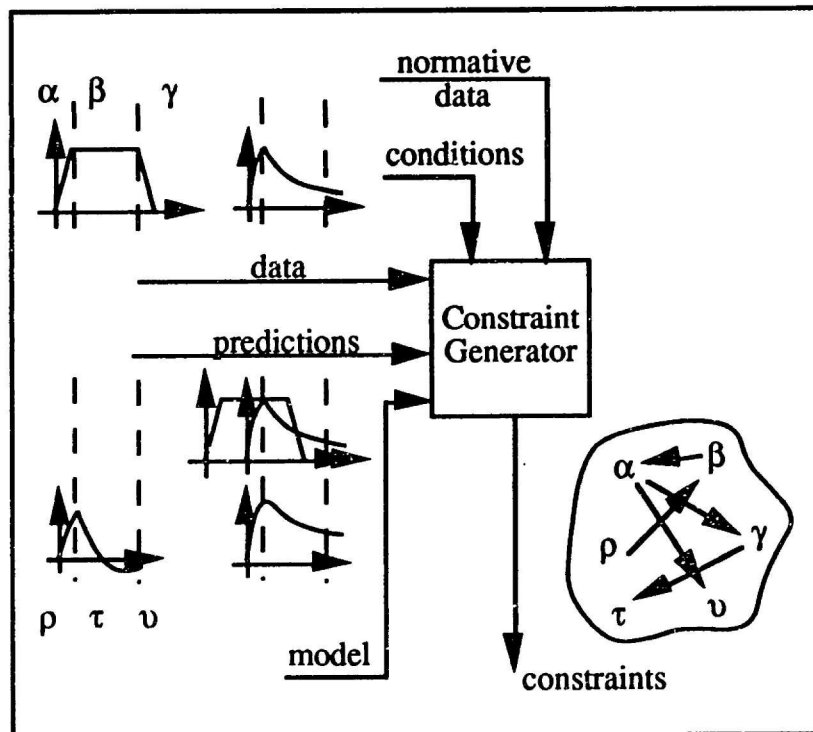 normative
data
α β γ
conditions
data
Constraint
Generator
predictions
α β
ρ γ
τ υ
ρ τ υ
model
constraints